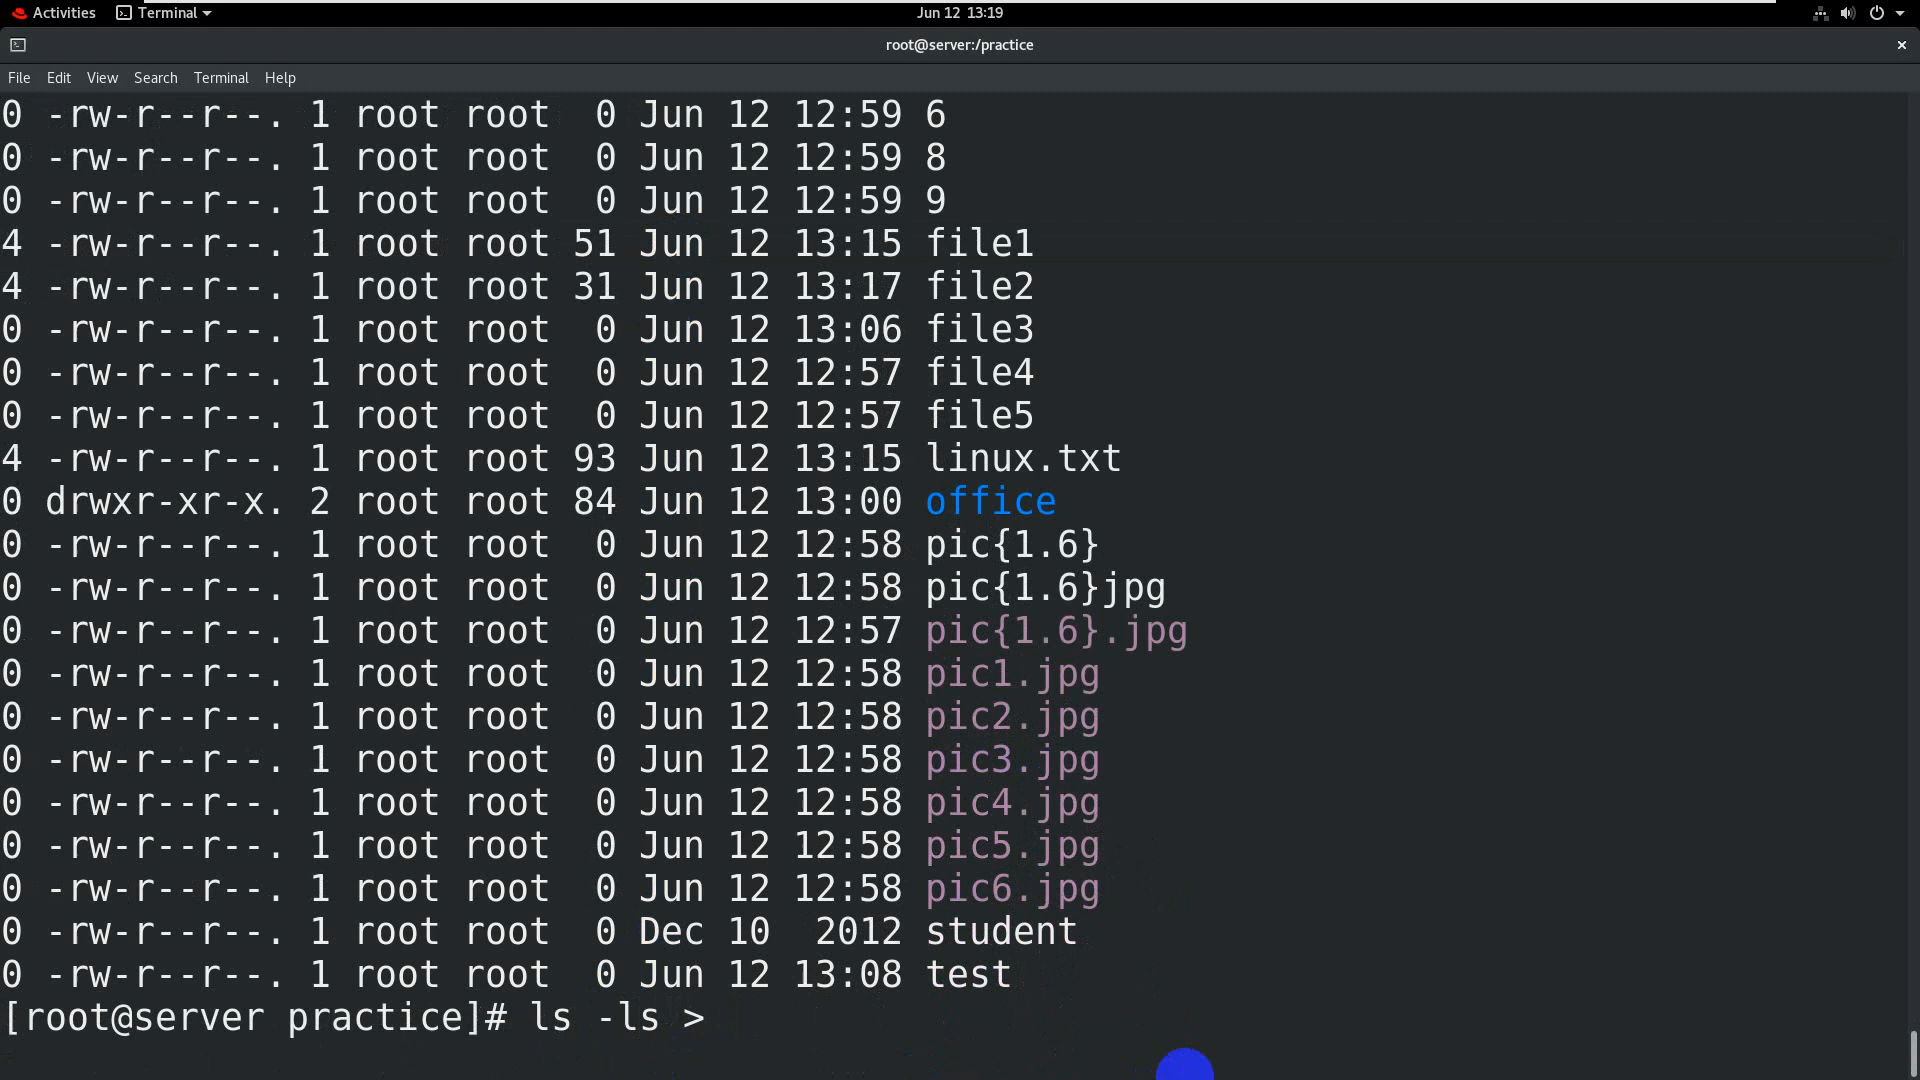 Activities Terminal Jun 12 13:19
root@server:/practice
File Edit View Search Terminal Help
0 -rw-r--r--. 1 root root  0 Jun 12 12:59 6
0 -rw-r--r--. 1 root root  0 Jun 12 12:59 8
0 -rw-r--r--. 1 root root  0 Jun 12 12:59 9
4 -rw-r--r--. 1 root root 51 Jun 12 13:15 file1
4 -rw-r--r--. 1 root root 31 Jun 12 13:17 file2
0 -rw-r--r--. 1 root root  0 Jun 12 13:06 file3
0 -rw-r--r--. 1 root root  0 Jun 12 12:57 file4
0 -rw-r--r--. 1 root root  0 Jun 12 12:57 file5
4 -rw-r--r--. 1 root root 93 Jun 12 13:15 linux.txt
0 drwxr-xr-x. 2 root root 84 Jun 12 13:00 office
0 -rw-r--r--. 1 root root  0 Jun 12 12:58 pic{1.6}
0 -rw-r--r--. 1 root root  0 Jun 12 12:58 pic{1.6}jpg
0 -rw-r--r--. 1 root root  0 Jun 12 12:57 pic{1.6}.jpg
0 -rw-r--r--. 1 root root  0 Jun 12 12:58 pic1.jpg
0 -rw-r--r--. 1 root root  0 Jun 12 12:58 pic2.jpg
0 -rw-r--r--. 1 root root  0 Jun 12 12:58 pic3.jpg
0 -rw-r--r--. 1 root root  0 Jun 12 12:58 pic4.jpg
0 -rw-r--r--. 1 root root  0 Jun 12 12:58 pic5.jpg
0 -rw-r--r--. 1 root root  0 Jun 12 12:58 pic6.jpg
0 -rw-r--r--. 1 root root  0 Dec 10  2012 student
0 -rw-r--r--. 1 root root  0 Jun 12 13:08 test
[root@server practice]# ls -ls >